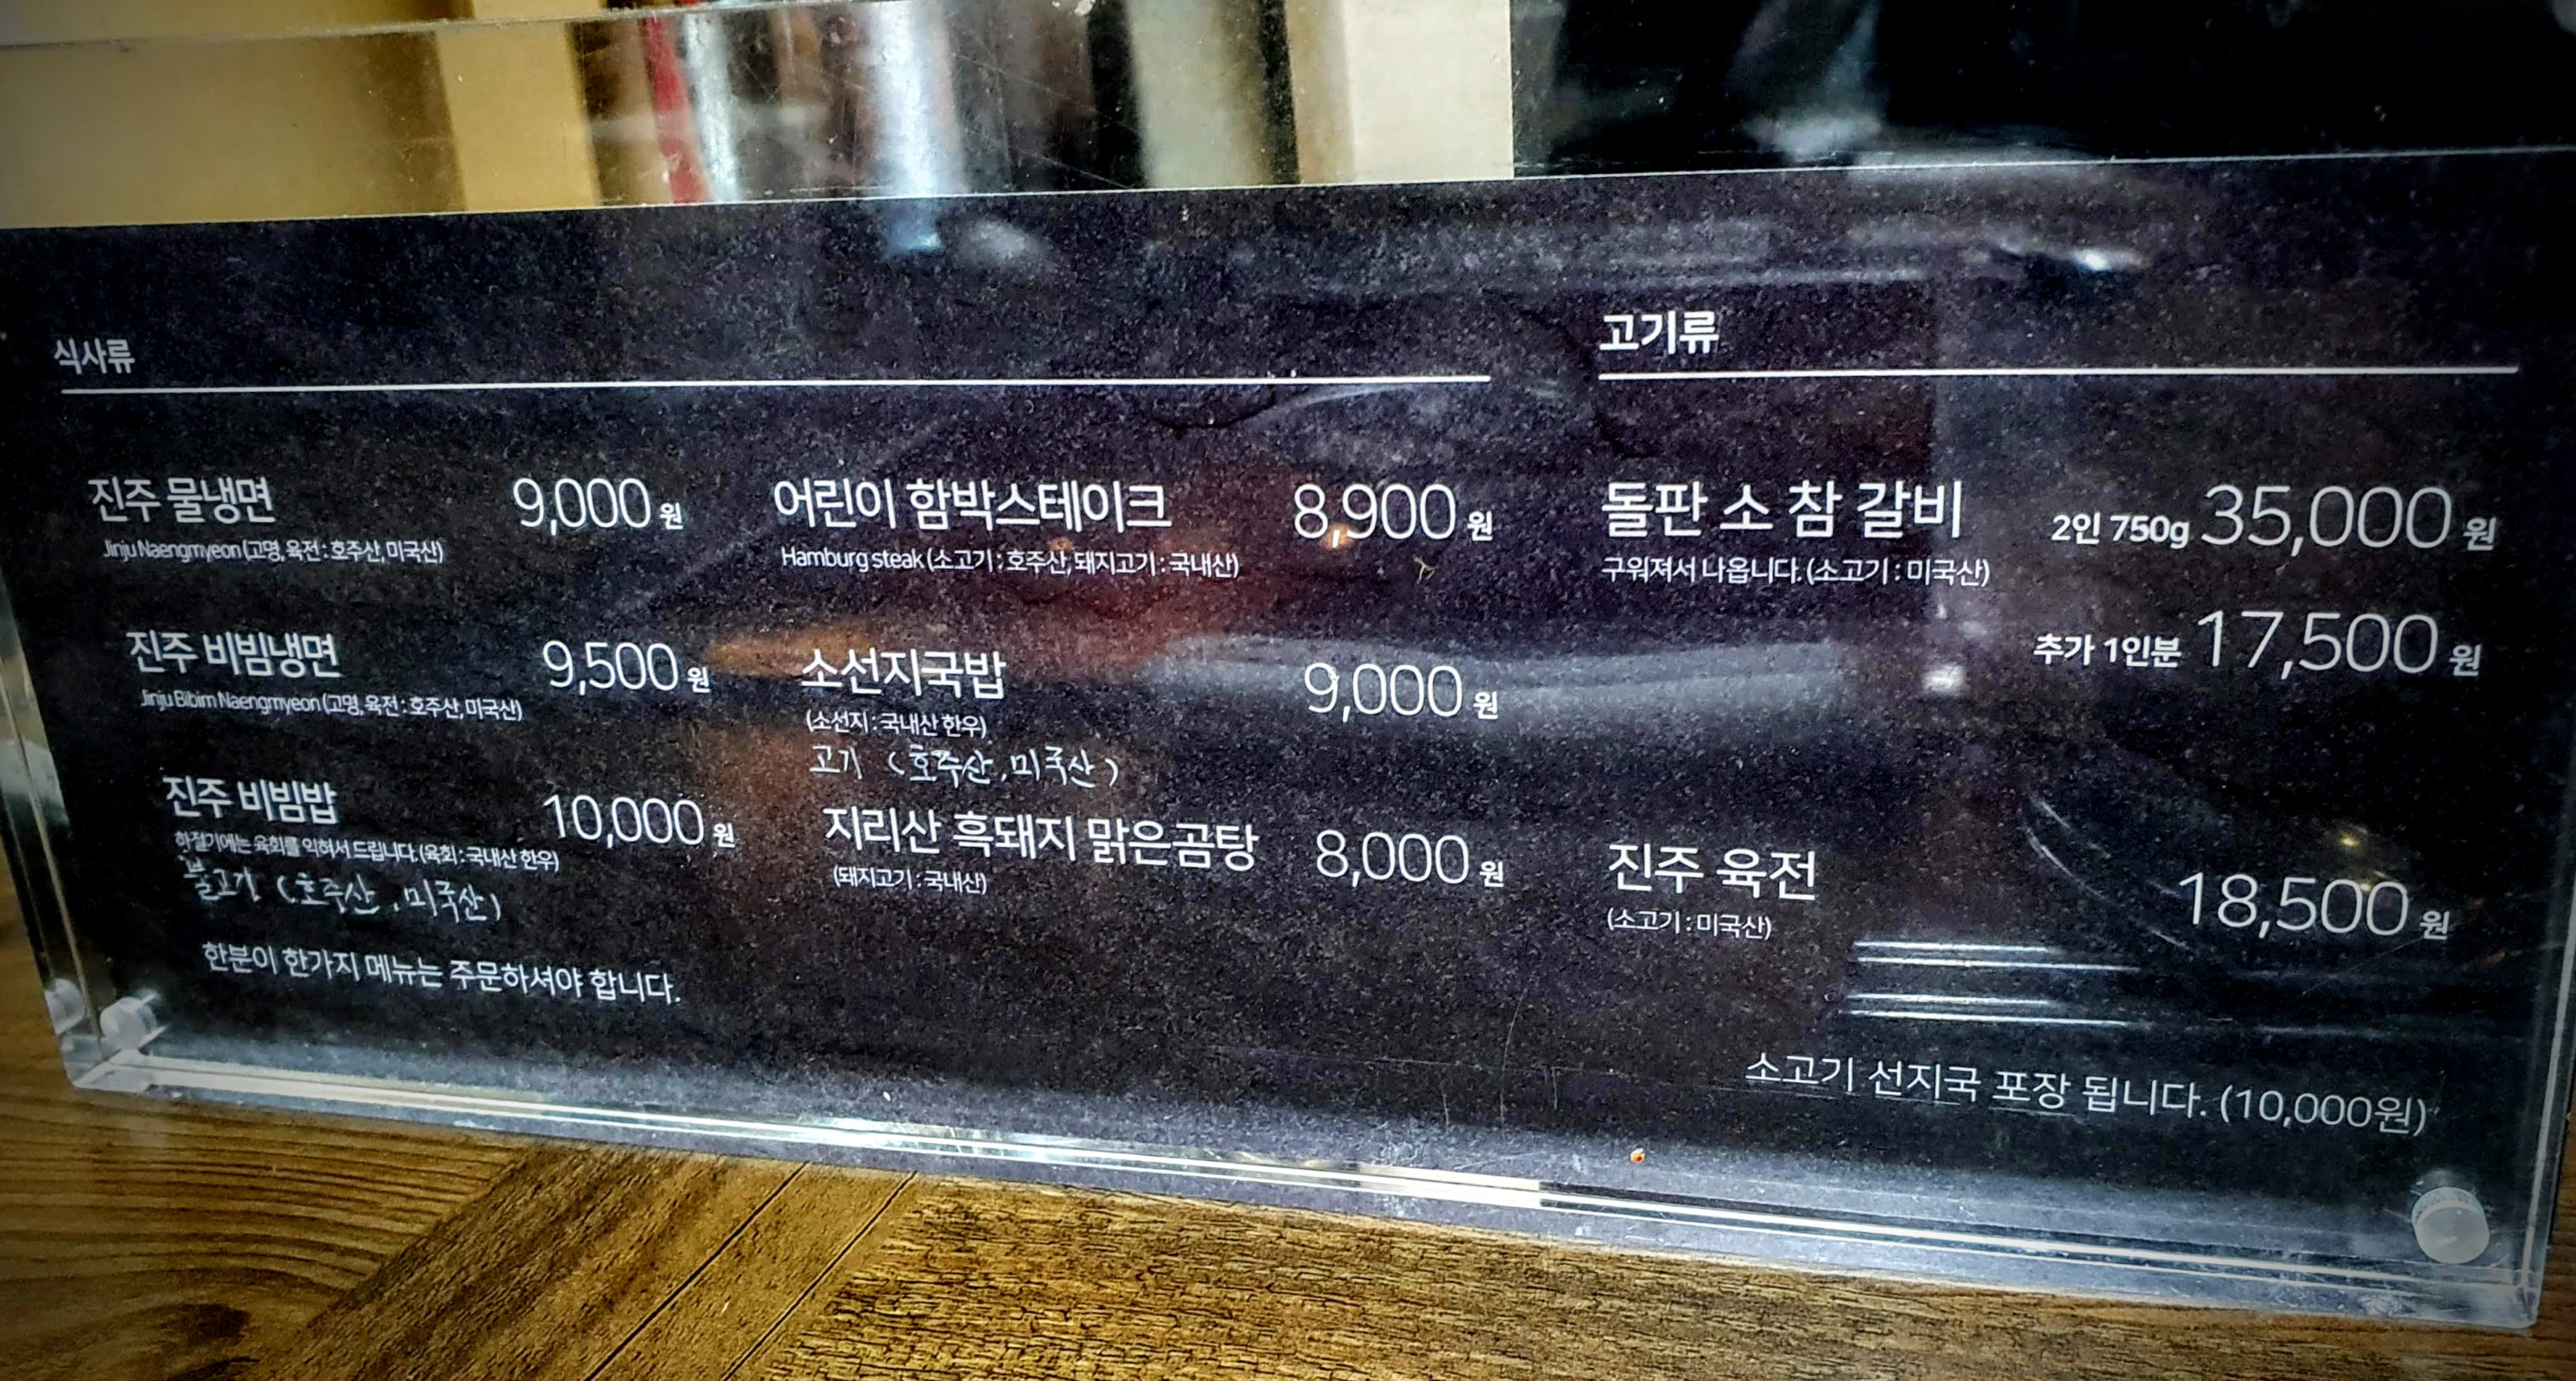 식사류
진주 물냉면 9,000 원
Jinju Naengmyeon (고명, 육전 : 호주산, 미국산)
진주 비빔냉면 9,500 원
Jinju Bibim Naengmyeon (고명, 육전 : 호주산, 미국산)
진주 비빔밥 10,000 원
하절기에는 육회를 익혀서 드립니다. (육회 : 국내산 한우)
불고기 (호주산, 미국산)
한분이 한가지 메뉴는 주문하셔야 합니다.
어린이 함박스테이크 8,900 원
Hamburg steak (소고기 : 호주산, 돼지고기 : 국내산)
소선지국밥 9,000 원
(소선지 : 국내산 한우)
고기 (호주산, 미국산)
지리산 흑돼지 맑은곰탕 8,000 원
(돼지고기 : 국내산)
고기류
돌판 소 참 갈비 2인 750g 35,000 원
구워져서 나옵니다. (소고기 : 미국산)
추가 1인분 17,500 원
진주 육전 18,500 원
(소고기 : 미국산)
소고기 선지국 포장 됩니다. (10,000원)